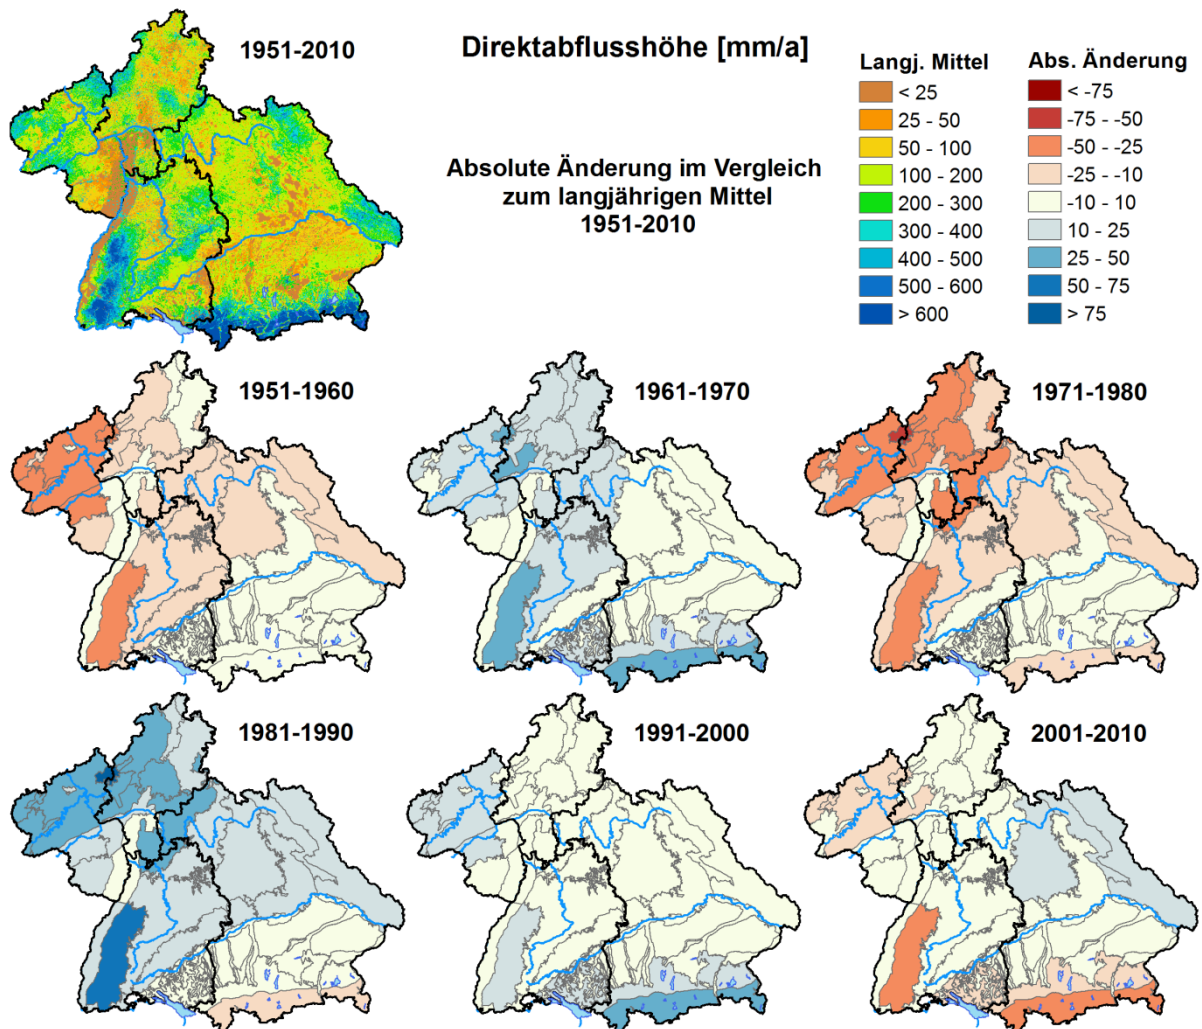 1951-2010
Direktabflusshöhe [mm/a]
Absolute Änderung im Vergleich
zum langjährigen Mittel
1951-2010
Langj. Mittel
< 25
25 - 50
50 - 100
100 - 200
200 - 300
300 - 400
400 - 500
500 - 600
> 600
Abs. Änderung
< -75
-75 - -50
-50 - -25
-25 - -10
-10 - 10
10 - 25
25 - 50
50 - 75
> 75
1951-1960
1961-1970
1971-1980
1981-1990
1991-2000
2001-2010